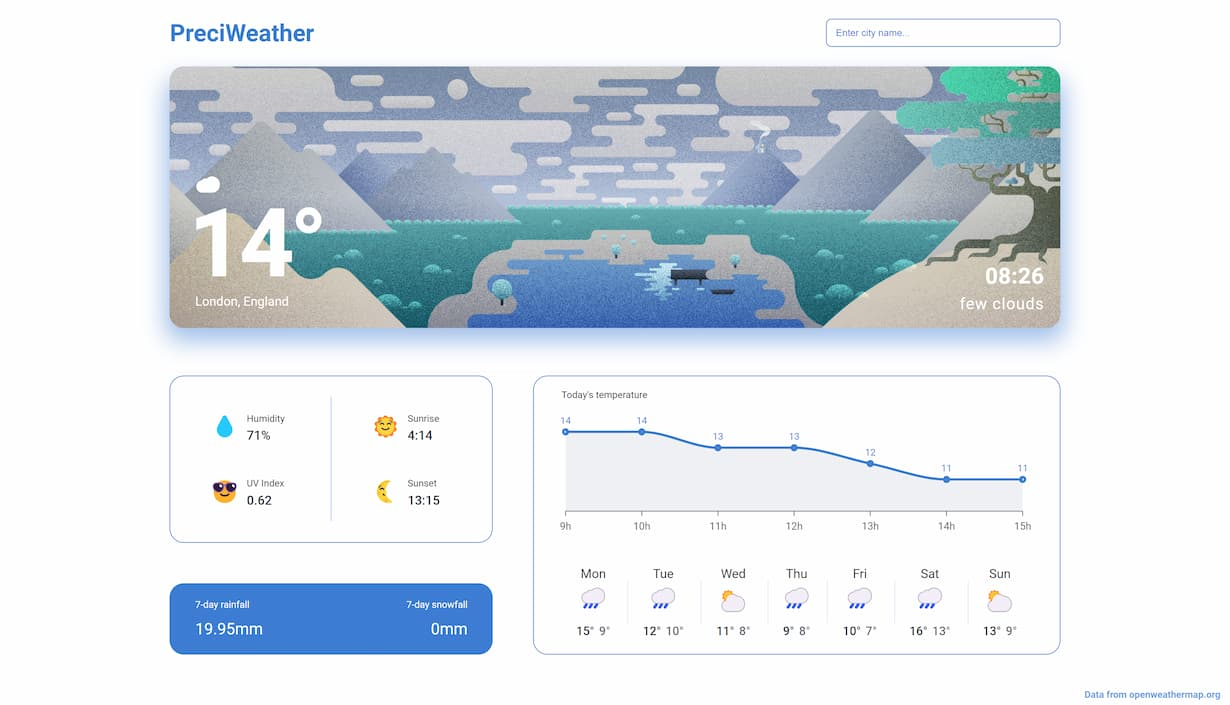 PreciWeather
Enter city name...
14°
London, England
08:26
few clouds
Humidity
71%
Sunrise
4:14
UV Index
0.62
Sunset
13:15
7-day rainfall 7-day snowfall
19.95mm 0mm
Today's temperature
14 14 13 13 12 11 11
9h 10h 11h 12h 13h 14h 15h
Mon Tue Wed Thu Fri Sat Sun
15° 9° 12° 10° 11° 8° 9° 8° 10° 7° 16° 13° 13° 9°
Data from openweathermap.org